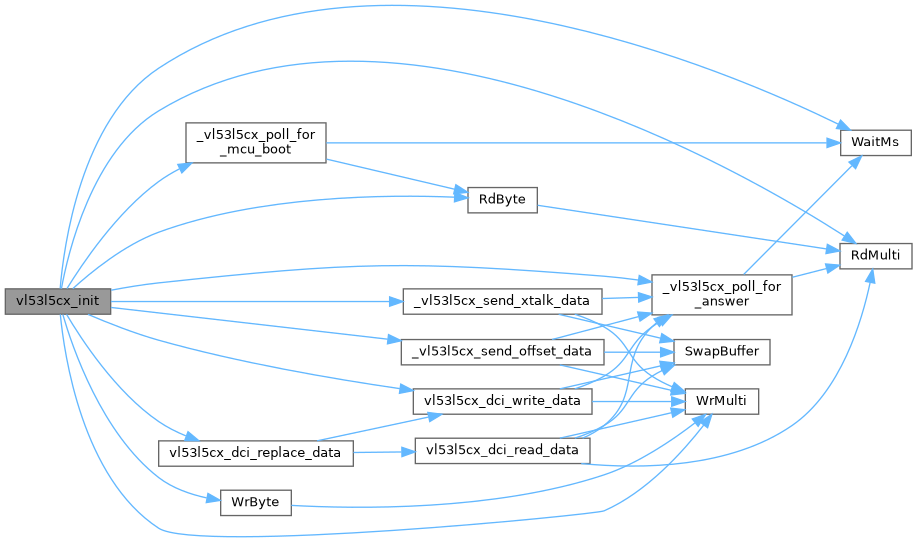 _vl53l5cx_poll_for
_mcu_boot
WaitMs
RdByte
RdMulti
vl53l5cx_init
_vl53l5cx_send_xtalk_data
_vl53l5cx_poll_for
_answer
_vl53l5cx_send_offset_data
SwapBuffer
vl53l5cx_dci_write_data
WrMulti
vl53l5cx_dci_replace_data
vl53l5cx_dci_read_data
WrByte